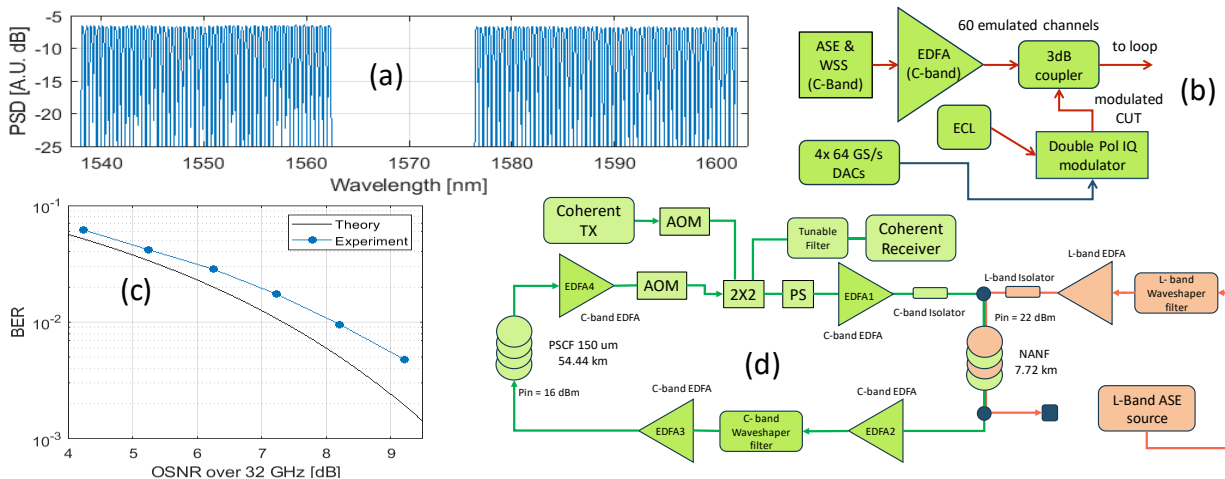 -5
-10
-15
-20
-25
PSD [A.U. dB]
(a)
1540
1550
1560
1570
1580
1590
1600
Wavelength [nm]
ASE &
WSS
(C-Band)
EDFA
(C-band)
60 emulated channels
3dB
coupler
to loop
(b)
modulated
CUT
ECL
Double Pol IQ
modulator
4x 64 GS/s
DACs
10-1
10-2
10-3
BER
Theory
Experiment
(c)
4
5
6
7
8
9
OSNR over 32 GHz [dB]
Coherent
TX
AOM
Tunable
Filter
Coherent
Receiver
EDFA4
C-band EDFA
AOM
2X2
PS
EDFA1
C-band EDFA
C-band Isolator
L-band Isolator
L-band EDFA
L- band
Waveshaper
filter
Pin = 22 dBm
PSCF 150 um
54.44 km
(d)
NANF
7.72 km
Pin = 16 dBm
C-band EDFA
EDFA3
C- band
Waveshaper
filter
C-band EDFA
EDFA2
L-Band ASE
source